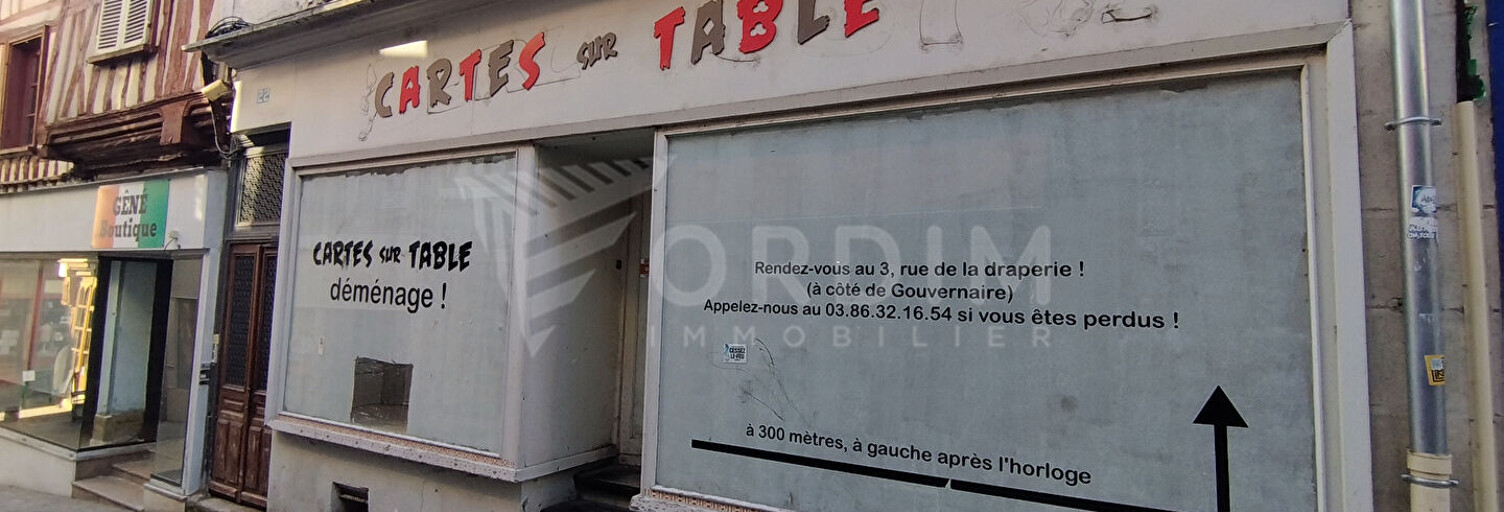 CARTES SUR TABLE
22
GÊNÉ
Boutique
CARTES SUR TABLE
déménage !
Rendez-vous au 3, rue de la draperie !
(à côté de Gouvernaire)
Appelez-nous au 03.86.32.16.54 si vous êtes perdus !
à 300 mètres, à gauche après l'horloge
ORDIM
IMMOBILIER